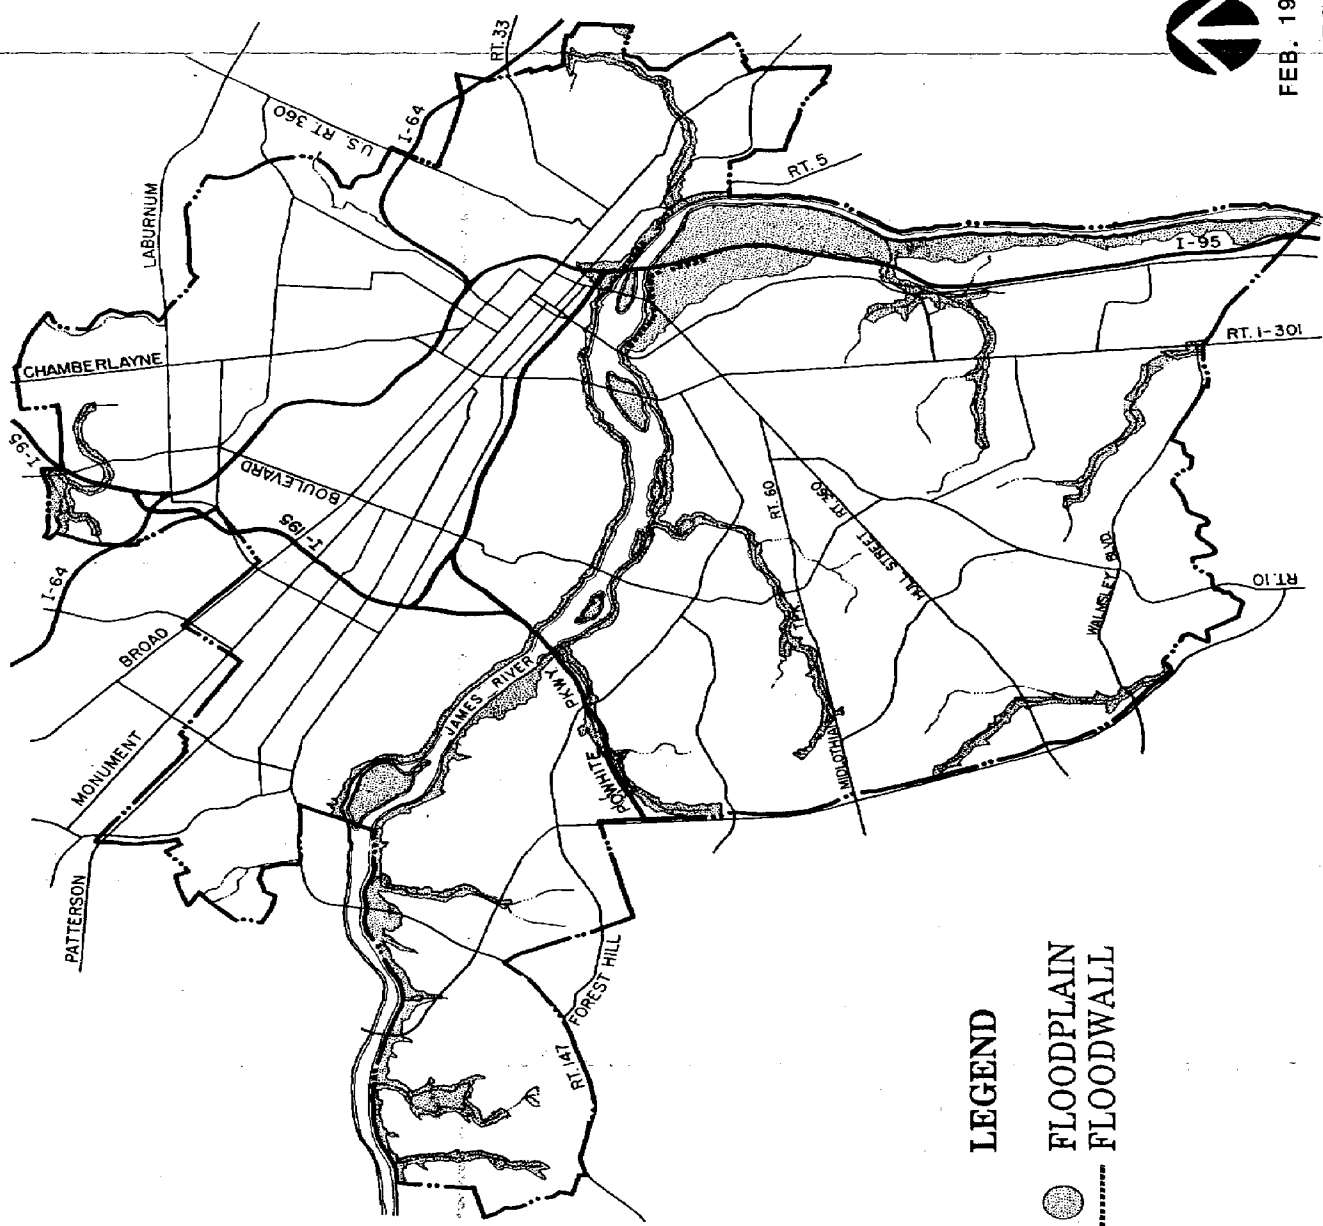 RT. 33
FEB. 19
U.S. RT. 360
I-64
LABURNUM
RT. 5
I-95
CHAMBERLAYNE
RT. 1-301
I-95
BOULEVARD
I-195
RT. 60
RT. 360
HULL STREET
I-64
WALMSLEY BLVD.
RT. 10
BROAD
TPK.
JAMES RIVER
MONUMENT
POWHITE PKWY.
MIDLOTHIAN
PATTERSON
FOREST HILL
RT. 147
LEGEND
FLOODPLAIN
FLOODWALL